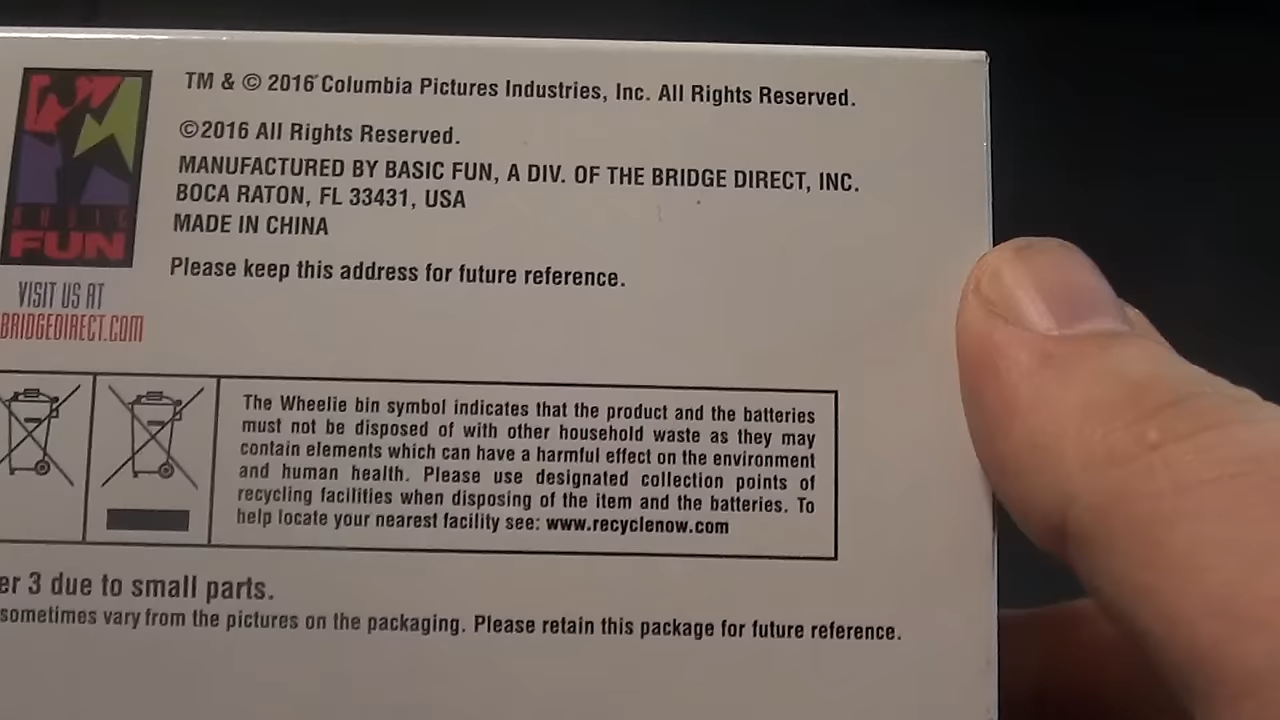 TM & © 2016 Columbia Pictures Industries, Inc. All Rights Reserved.
©2016 All Rights Reserved.
MANUFACTURED BY BASIC FUN, A DIV. OF THE BRIDGE DIRECT, INC.
BOCA RATON, FL 33431, USA
MADE IN CHINA
Please keep this address for future reference.
BASIC
FUN
VISIT US AT
BRIDGEDIRECT.COM
The Wheelie bin symbol indicates that the product and the batteries
must not be disposed of with other household waste as they may
contain elements which can have a harmful effect on the environment
and human health. Please use designated collection points of
recycling facilities when disposing of the item and the batteries. To
help locate your nearest facility see: www.recyclenow.com
er 3 due to small parts.
sometimes vary from the pictures on the packaging. Please retain this package for future reference.